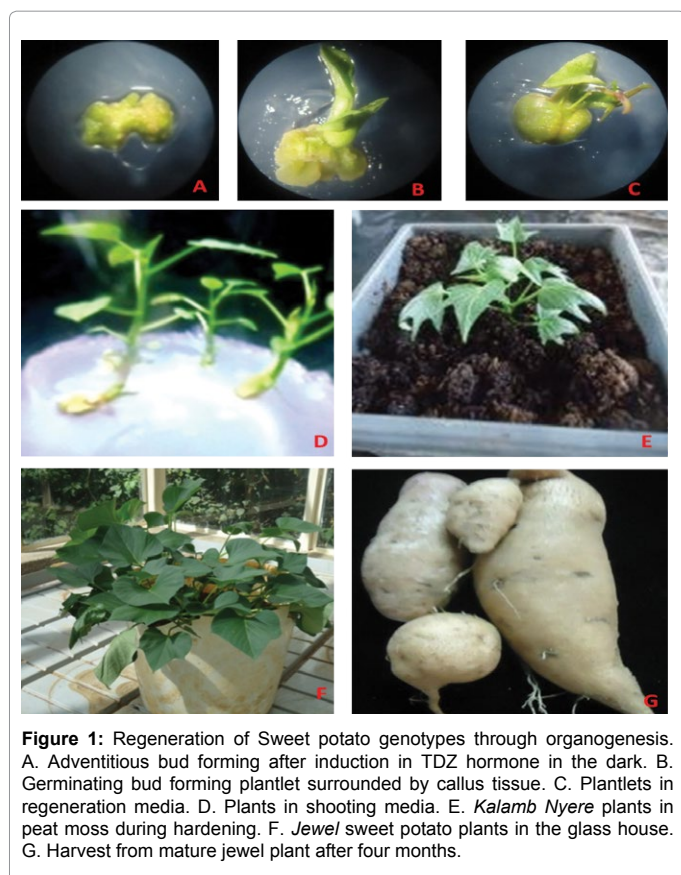 A
B
C
D
E
F
G
Figure 1: Regeneration of Sweet potato genotypes through organogenesis.
A. Adventitious bud forming after induction in TDZ hormone in the dark. B.
Germinating bud forming plantlet surrounded by callus tissue. C. Plantlets in
regeneration media. D. Plants in shooting media. E. Kalamb Nyere plants in
peat moss during hardening. F. Jewel sweet potato plants in the glass house.
G. Harvest from mature jewel plant after four months.